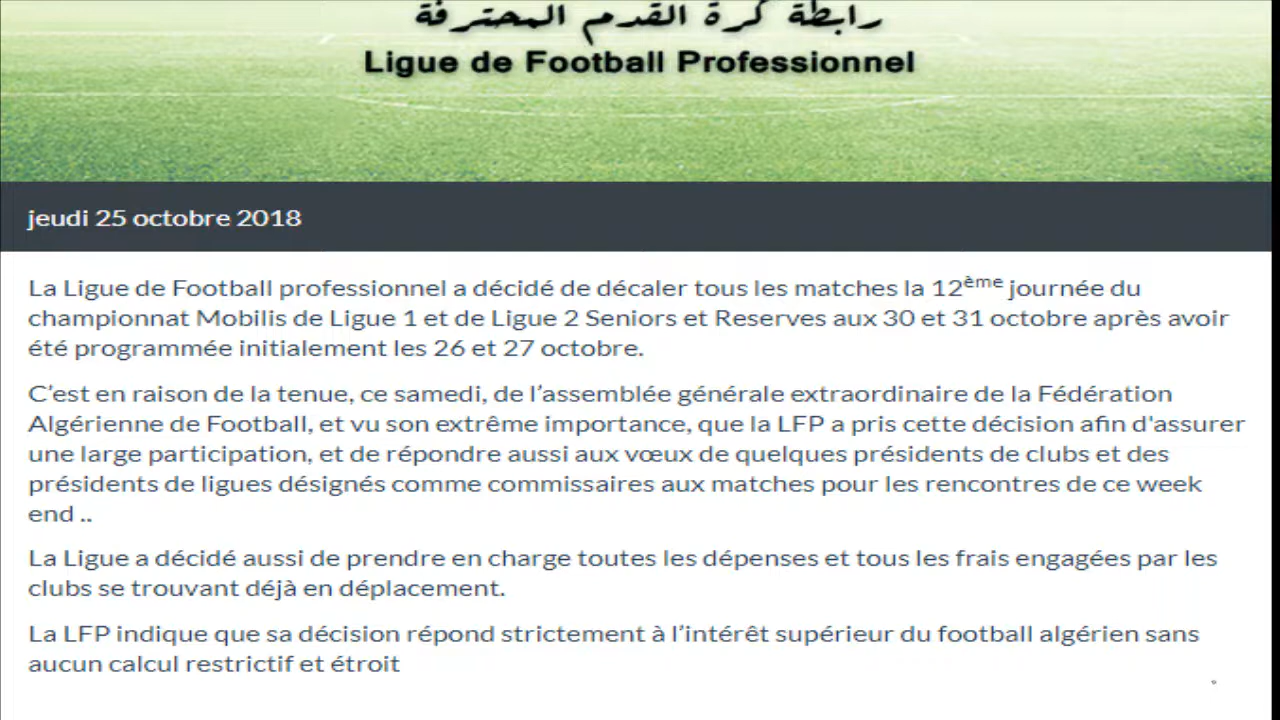 رابطة كرة القدم المحترفة
Ligue de Football Professionnel
jeudi 25 octobre 2018
La Ligue de Football professionnel a décidé de décaler tous les matches la 12ème journée du
championnat Mobilis de Ligue 1 et de Ligue 2 Seniors et Reserves aux 30 et 31 octobre après avoir
été programmée initialement les 26 et 27 octobre.
C’est en raison de la tenue, ce samedi, de l’assemblée générale extraordinaire de la Fédération
Algérienne de Football, et vu son extrême importance, que la LFP a pris cette décision afin d'assurer
une large participation, et de répondre aussi aux vœux de quelques présidents de clubs et des
présidents de ligues désignés comme commissaires aux matches pour les rencontres de ce week
end ..
La Ligue a décidé aussi de prendre en charge toutes les dépenses et tous les frais engagées par les
clubs se trouvant déjà en déplacement.
La LFP indique que sa décision répond strictement à l’intérêt supérieur du football algérien sans
aucun calcul restrictif et étroit